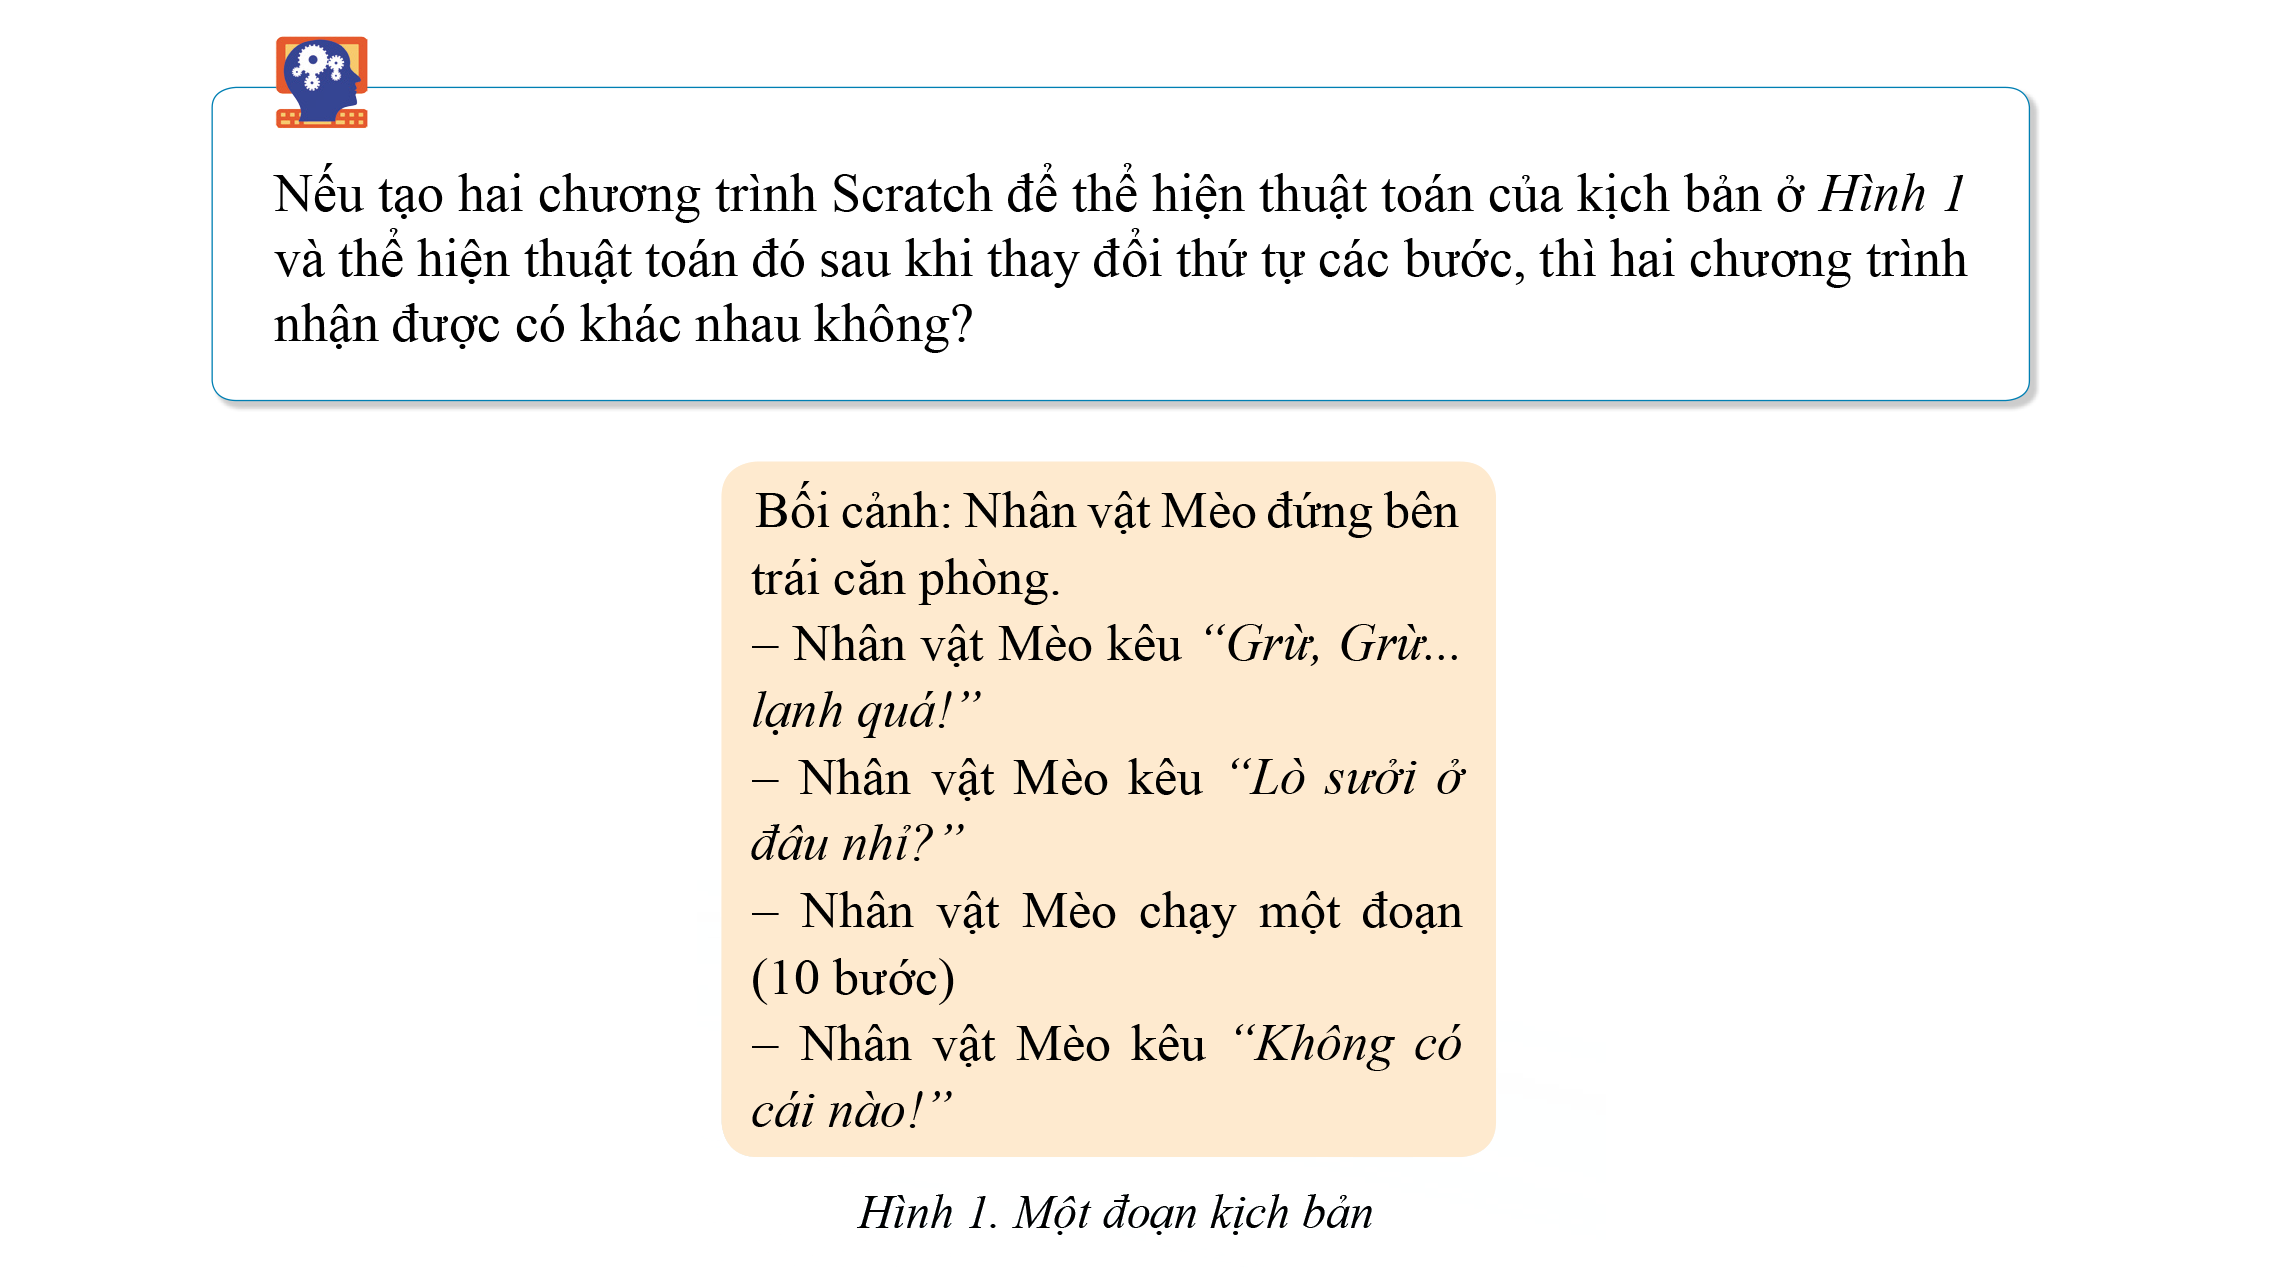 Nếu tạo hai chương trình Scratch để thể hiện thuật toán của kịch bản ở Hình 1
và thể hiện thuật toán đó sau khi thay đổi thứ tự các bước, thì hai chương trình
nhận được có khác nhau không?
Bối cảnh: Nhân vật Mèo đứng bên
trái căn phòng.
– Nhân vật Mèo kêu “Grừ, Grừ...
lạnh quá!”
– Nhân vật Mèo kêu “Lò sưởi ở
đâu nhỉ?”
– Nhân vật Mèo chạy một đoạn
(10 bước)
– Nhân vật Mèo kêu “Không có
cái nào!”
Hình 1. Một đoạn kịch bản